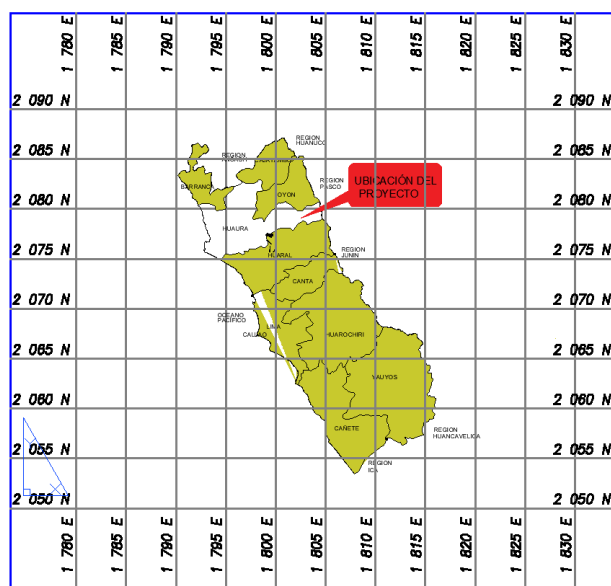 1 780 E
1 785 E
1 790 E
1 795 E
1 800 E
1 805 E
1 810 E
1 815 E
1 820 E
1 825 E
1 830 E
2 090 N
2 090 N
REGION
HUANUCO
2 085 N
REGION
2 085 N
BARRANCA
OYON
REGION
PASCO
UBICACIÓN DEL
PROYECTO
2 080 N
2 080 N
HUAURA
2 075 N
HUARAL
REGION
JUNIN
2 075 N
CANTA
2 070 N
OCEANO
PACIFICO
2 070 N
LIMA
CALLAO
HUAROCHIRI
2 065 N
2 065 N
YAUYOS
2 060 N
2 060 N
CAÑETE
REGION
HUANCAVELICA
2 055 N
REGION
ICA
2 055 N
2 050 N
2 050 N
Y
X
1 780 E
1 785 E
1 790 E
1 795 E
1 800 E
1 805 E
1 810 E
1 815 E
1 820 E
1 825 E
1 830 E